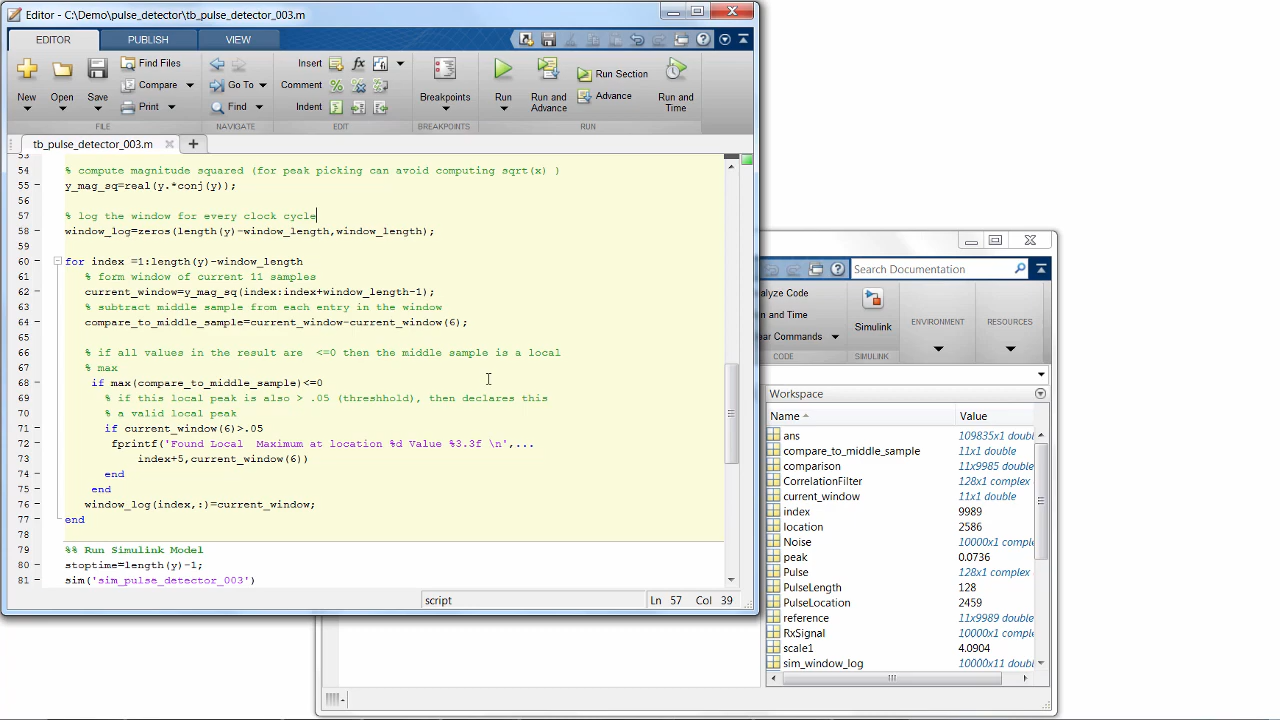 Editor - C:\Demo\pulse_detector\tb_pulse_detector_003.m
EDITOR PUBLISH VIEW
New Open Save
Find Files
Compare
Print
FILE
Go To
Find
NAVIGATE
Insert
Comment
Indent
EDIT
Breakpoints
BREAKPOINTS
Run
Run and Advance
Run Section
Advance
Run and Time
RUN
tb_pulse_detector_003.m
53
54 % compute magnitude squared (for peak picking can avoid computing sqrt(x) )
55 y_mag_sq=real(y.*conj(y));
56
57 % log the window for every clock cycle
58 window_log=zeros(length(y)-window_length,window_length);
59
60 for index =1:length(y)-window_length
61 % form window of current 11 samples
62 current_window=y_mag_sq(index:index+window_length-1);
63 % subtract middle sample from each entry in the window
64 compare_to_middle_sample=current_window-current_window(6);
65
66 % if all values in the result are  <=0 then the middle sample is a local
67 % max
68 if max(compare_to_middle_sample)<=0
69 % if this local peak is also > .05 (threshhold), then declares this
70 % a valid local peak
71 if current_window(6)>.05
72 fprintf('Found Local  Maximum at location %d Value %3.3f \n',...
73 index+5,current_window(6))
74 end
75 end
76 window_log(index,:)=current_window;
77 end
78
79 %% Run Simulink Model
80 stoptime=length(y)-1;
81 sim('sim_pulse_detector_003')
script Ln 57 Col 39
Search Documentation
alyze Code
n and Time
ear Commands
CODE
Simulink
SIMULINK
ENVIRONMENT
RESOURCES
Workspace
Name Value
ans 109835x1 doubl
compare_to_middle_sample 11x1 double
comparison 11x9985 double
CorrelationFilter 128x1 complex
current_window 11x1 double
index 9989
location 2586
Noise 10000x1 complex
peak 0.0736
Pulse 128x1 complex
PulseLength 128
PulseLocation 2459
reference 11x9989 double
RxSignal 10000x1 complex
scale1 4.0904
sim_window_log 10000x11 doubl